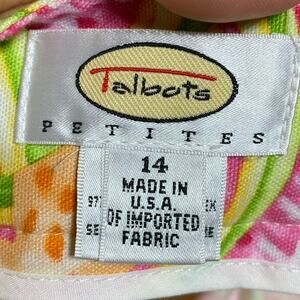 Talbots
PETITES
14
MADE IN
U.S.A.
OF IMPORTED
FABRIC